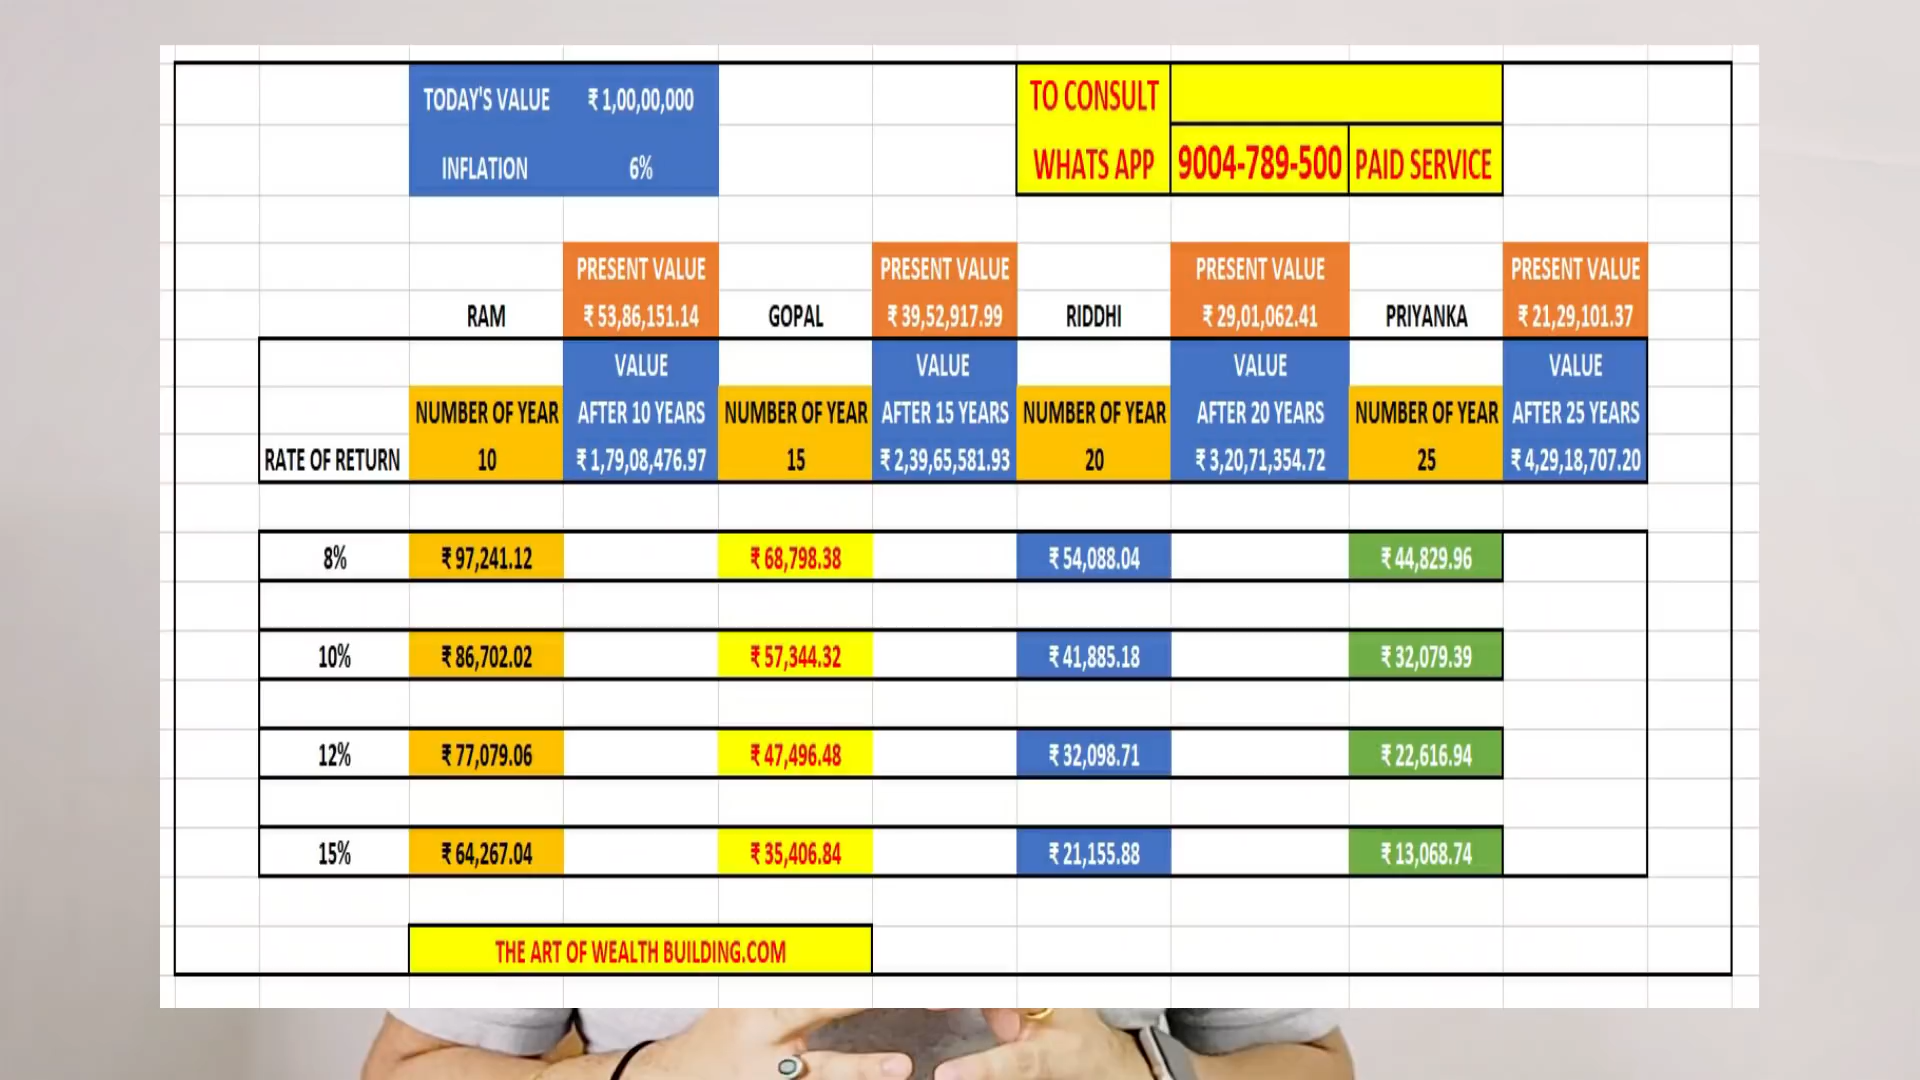 TODAY'S VALUE ₹ 1,00,00,000 TO CONSULT
INFLATION 6% WHATS APP 9004-789-500 PAID SERVICE
PRESENT VALUE PRESENT VALUE PRESENT VALUE PRESENT VALUE
RAM ₹ 53,86,151.14 GOPAL ₹ 39,52,917.99 RIDDHI ₹ 29,01,062.41 PRIYANKA ₹ 21,29,101.37
VALUE VALUE VALUE VALUE
NUMBER OF YEAR AFTER 10 YEARS NUMBER OF YEAR AFTER 15 YEARS NUMBER OF YEAR AFTER 20 YEARS NUMBER OF YEAR AFTER 25 YEARS
RATE OF RETURN 10 ₹ 1,79,08,476.97 15 ₹ 2,39,65,581.93 20 ₹ 3,20,71,354.72 25 ₹ 4,29,18,707.20
8% ₹ 97,241.12 ₹ 68,798.38 ₹ 54,088.04 ₹ 44,829.96
10% ₹ 86,702.02 ₹ 57,344.32 ₹ 41,885.18 ₹ 32,079.39
12% ₹ 77,079.06 ₹ 47,496.48 ₹ 32,098.71 ₹ 22,616.94
15% ₹ 64,267.04 ₹ 35,406.84 ₹ 21,155.88 ₹ 13,068.74
THE ART OF WEALTH BUILDING.COM